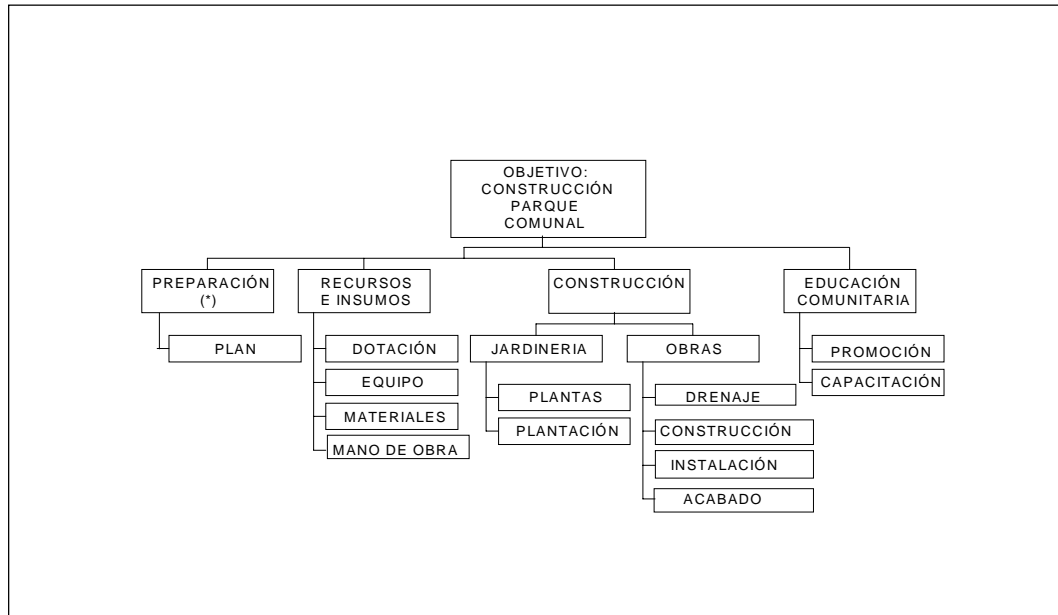 OBJETIVO:
CONSTRUCCIÓN
PARQUE
COMUNAL
PREPARACIÓN
(*)
RECURSOS
E INSUMOS
CONSTRUCCIÓN
EDUCACIÓN
COMUNITARIA
PLAN
DOTACIÓN
EQUIPO
MATERIALES
MANO DE OBRA
JARDINERIA
PLANTAS
PLANTACIÓN
OBRAS
DRENAJE
CONSTRUCCIÓN
INSTALACIÓN
ACABADO
PROMOCIÓN
CAPACITACIÓN